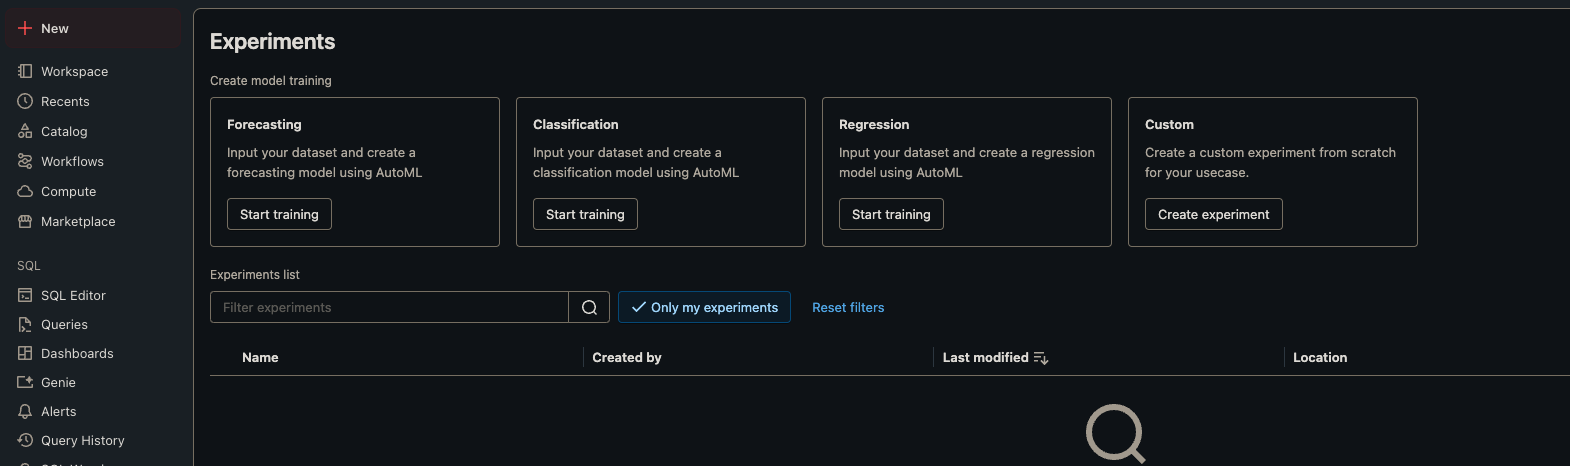 New
Workspace
Recents
Catalog
Workflows
Compute
Marketplace
SQL
SQL Editor
Queries
Dashboards
Genie
Alerts
Query History
Experiments
Create model training
Forecasting
Input your dataset and create a
forecasting model using AutoML
Start training
Classification
Input your dataset and create a
classification model using AutoML
Start training
Regression
Input your dataset and create a regression
model using AutoML
Start training
Custom
Create a custom experiment from scratch
for your usecase.
Create experiment
Experiments list
Filter experiments
Only my experiments
Reset filters
Name
Created by
Last modified
Location